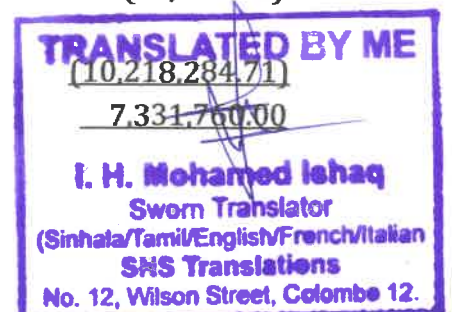 TRANSLATED BY ME
(10,218,284.71)
7,331,760.00
I. H. Mohamed Ishaq
Sworn Translator
(Sinhala/Tamil/English/French/Italian
SNS Translations
No. 12, Wilson Street, Colombo 12.